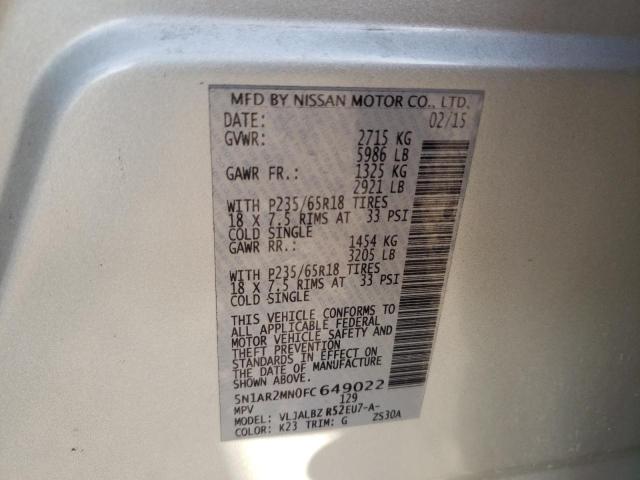 MFD BY NISSAN MOTOR CO., LTD.
DATE: 02/15
GVWR: 2715 KG
5986 LB
GAWR FR.: 1325 KG
2921 LB
WITH P235/65R18 TIRES
18 X 7.5 RIMS AT 33 PSI
COLD SINGLE
GAWR RR.: 1454 KG
3205 LB
WITH P235/65R18 TIRES
18 X 7.5 RIMS AT 33 PSI
COLD SINGLE
THIS VEHICLE CONFORMS TO
ALL APPLICABLE FEDERAL
MOTOR VEHICLE SAFETY AND
THEFT PREVENTION
STANDARDS IN EFFECT ON
THE DATE OF MANUFACTURE
SHOWN ABOVE.
5N1AR2MN0FC649022
MPV 129
MODEL: VLJALBZ R52EU7-A-
COLOR: K23 TRIM: G ZS30A